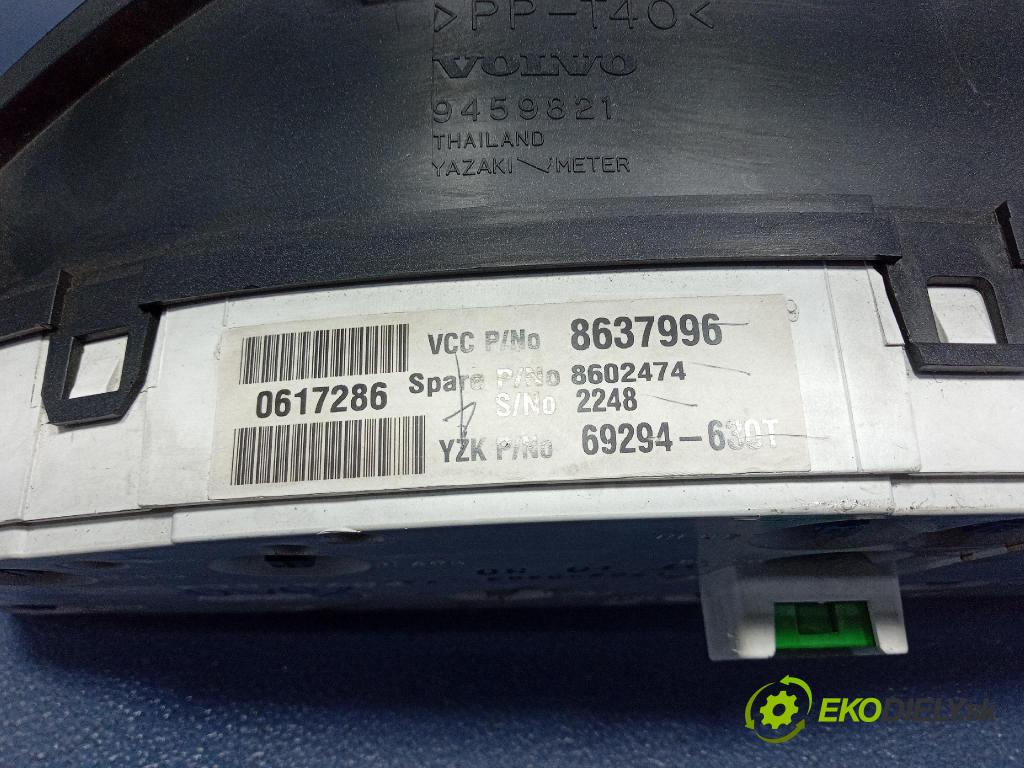 >PP-T40<
VOLVO
9459821
THAILAND
YAZAKI METER
VCC P/No 8637996
Spare P/No 8602474
0617286
S/No 2248
YZK P/No 69294-630T
EKODIELY.sk